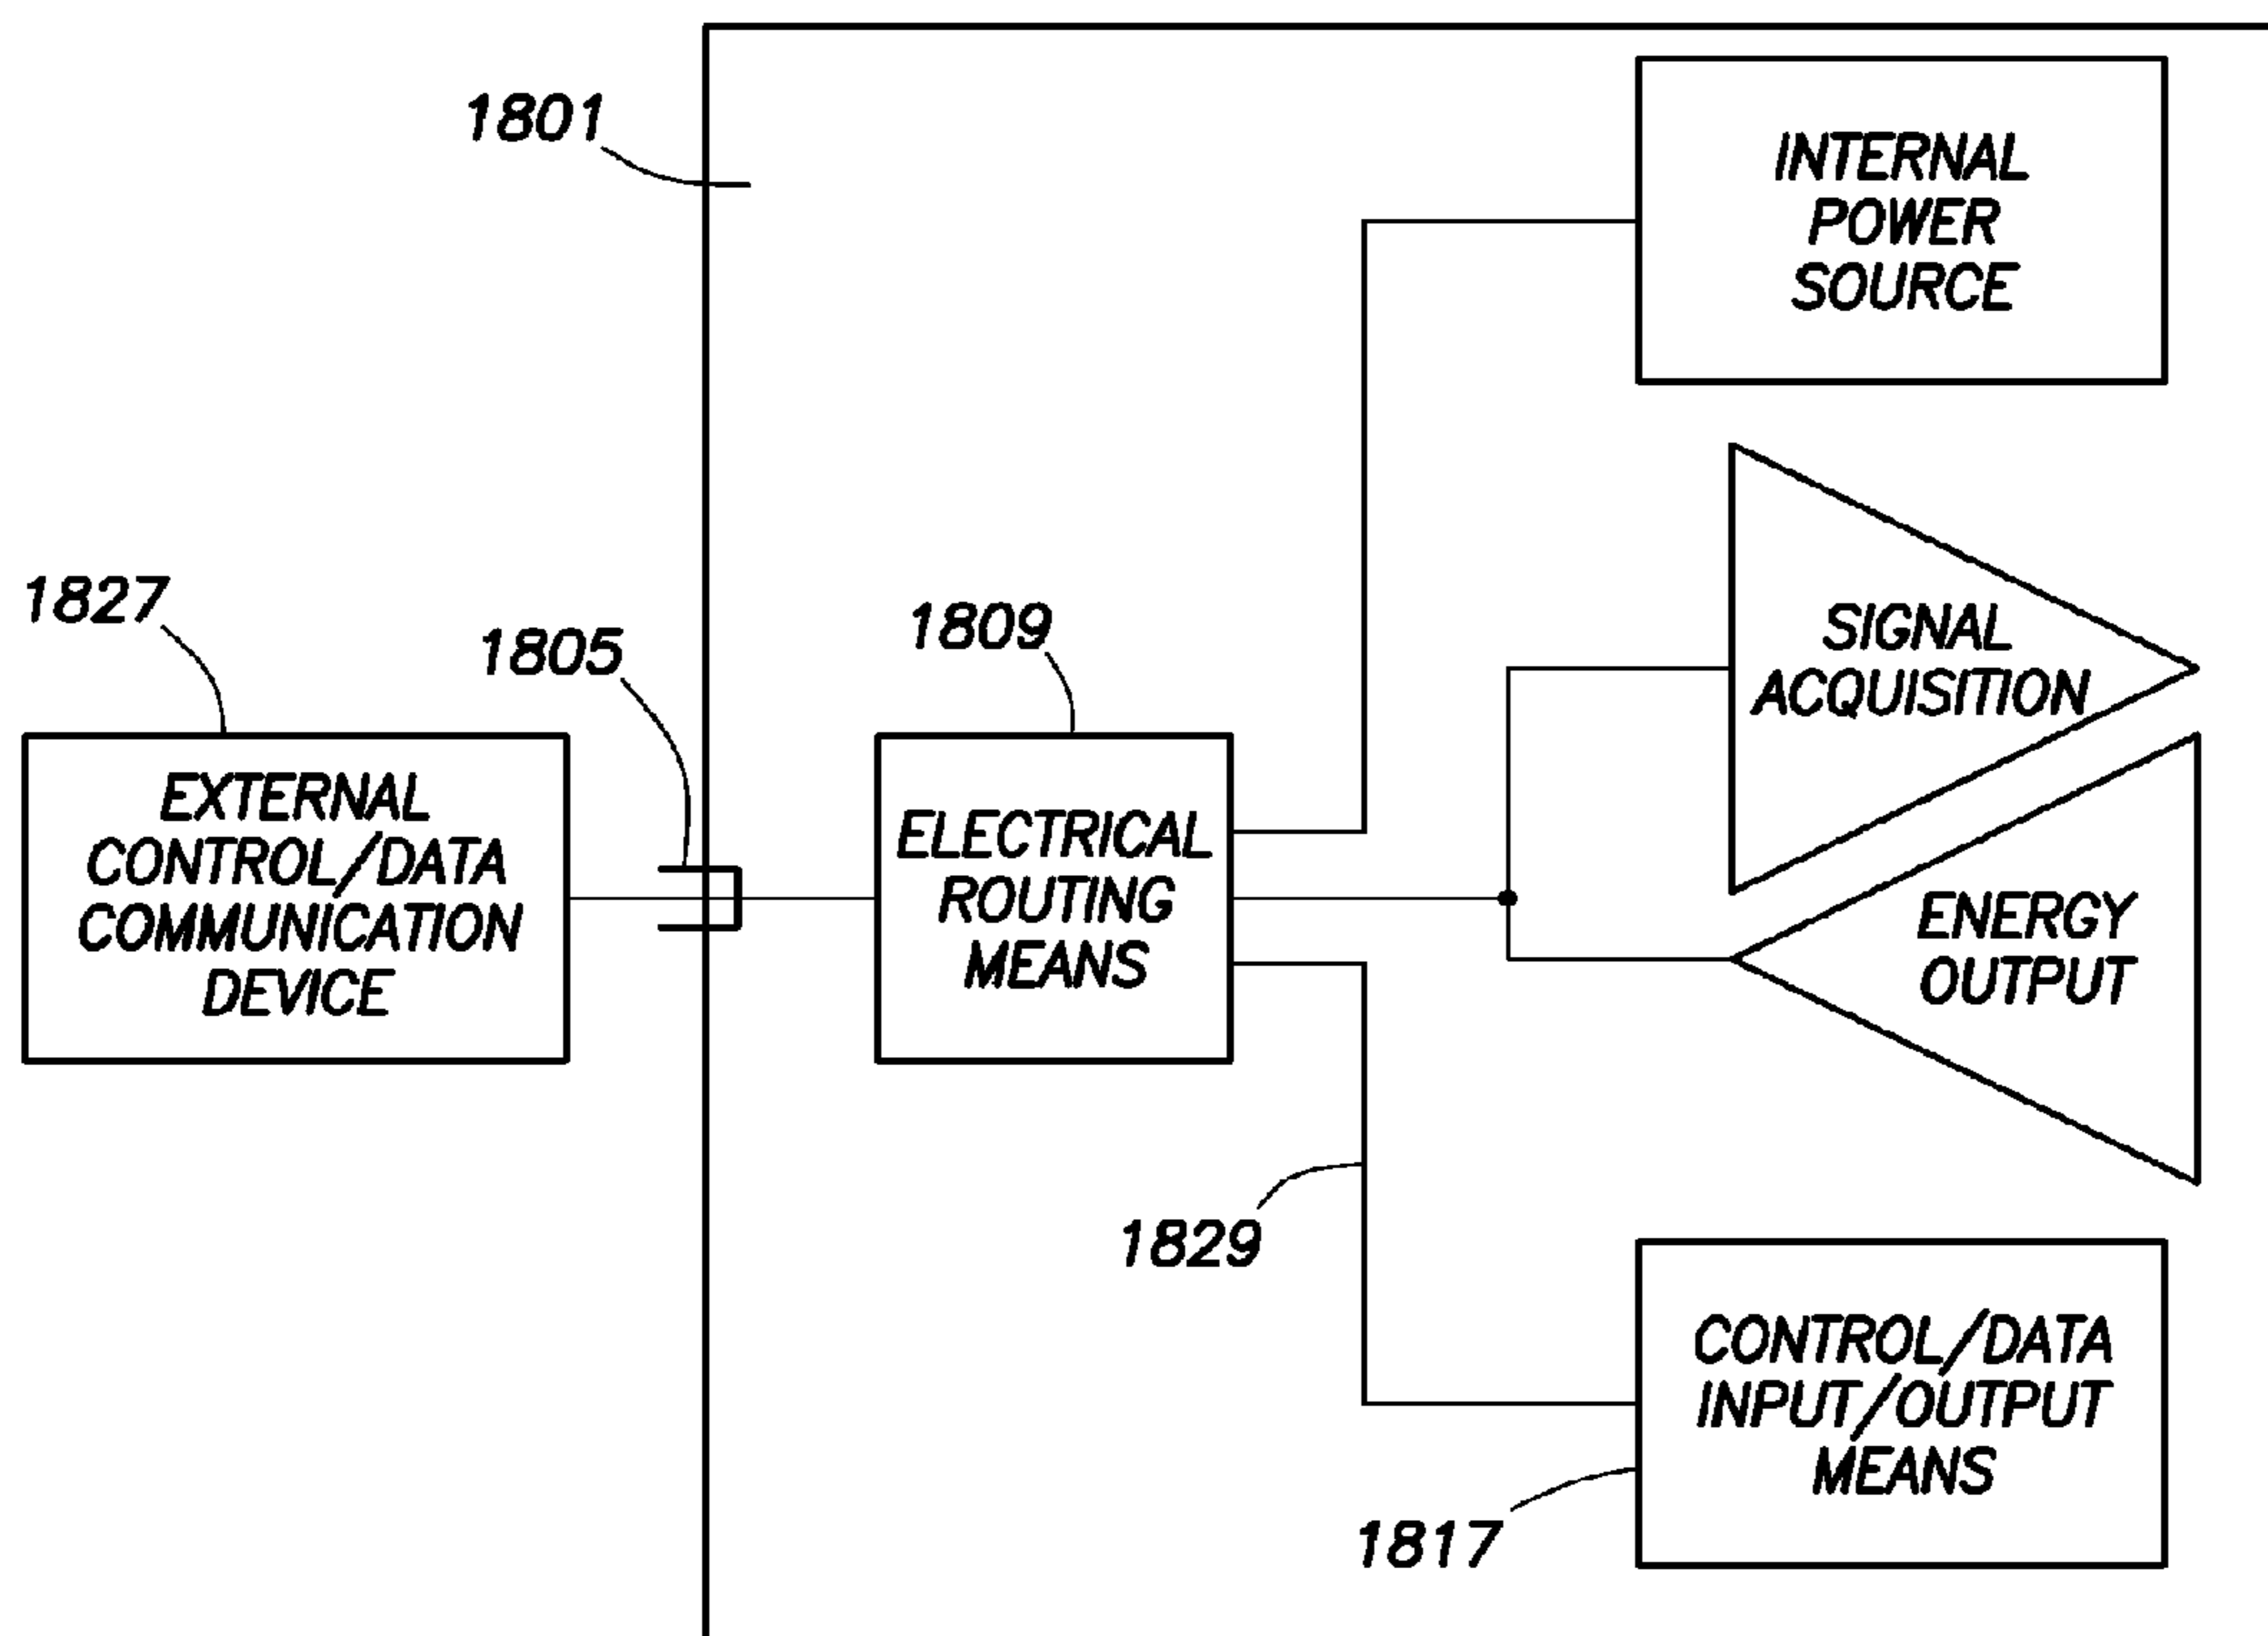 1801
INTERNAL
POWER
SOURCE
1827
1805
1809
SIGNAL
ACQUISITION
EXTERNAL
CONTROL/DATA
COMMUNICATION
DEVICE
ELECTRICAL
ROUTING
MEANS
ENERGY
OUTPUT
1829
CONTROL/DATA
INPUT/OUTPUT
MEANS
1817